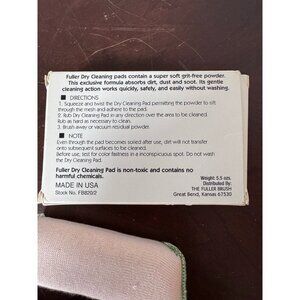 Fuller Dry Cleaning pads contain a super soft grit-free powder.
This exclusive formula absorbs dirt, dust and soot. Its gentle
cleaning action works quickly, safely, and easily without washing.
■ DIRECTIONS
1. Squeeze and twist the Dry Cleaning Pad permitting the powder to sift
through the mesh and adhere to the pad.
2. Rub Dry Cleaning Pad in any direction over the area to be cleaned.
Rub as hard as necessary to clean.
3. Brush away or vacuum residual powder.
■ NOTE
Even through the pad becomes soiled after use, dirt will not transfer
onto subsequent surfaces to be cleaned.
Before use, test for color fastness in a inconspicuous spot. Do not wash
the Dry Cleaning Pad.
Fuller Dry Cleaning Pad is non-toxic and contains no
harmful chemicals.
MADE IN USA
Stock No. FB820/2
Weight: 5.5 ozs.
Distributed By:
THE FULLER BRUSH
Great Bend, Kansas 67530